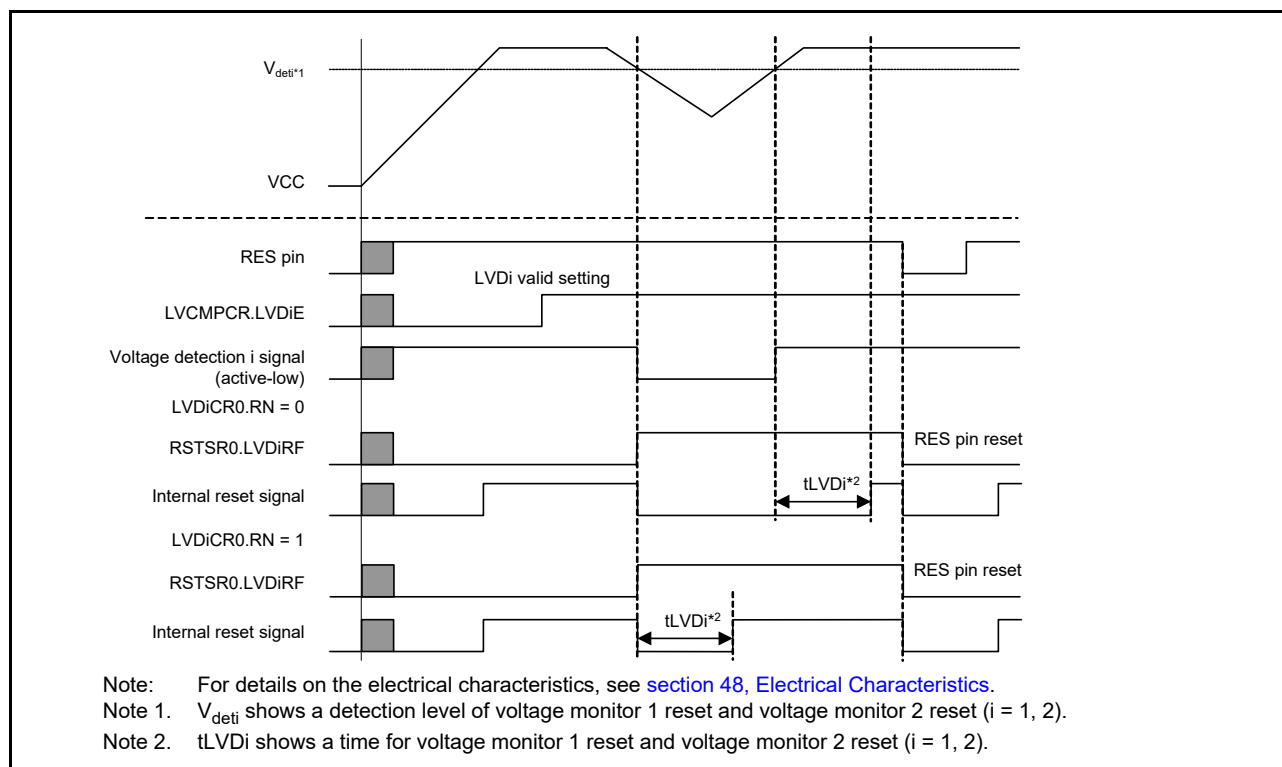 Vdeti*1
VCC
RES pin
LVDi valid setting
LVCMPCR.LVDiE
Voltage detection i signal
(active-low)
LVDiCR0.RN = 0
RSTSR0.LVDiRF
RES pin reset
Internal reset signal
tLVDi*2
LVDiCR0.RN = 1
RSTSR0.LVDiRF
RES pin reset
Internal reset signal
tLVDi*2
Note: For details on the electrical characteristics, see section 48, Electrical Characteristics.
Note 1. Vdeti shows a detection level of voltage monitor 1 reset and voltage monitor 2 reset (i = 1, 2).
Note 2. tLVDi shows a time for voltage monitor 1 reset and voltage monitor 2 reset (i = 1, 2).